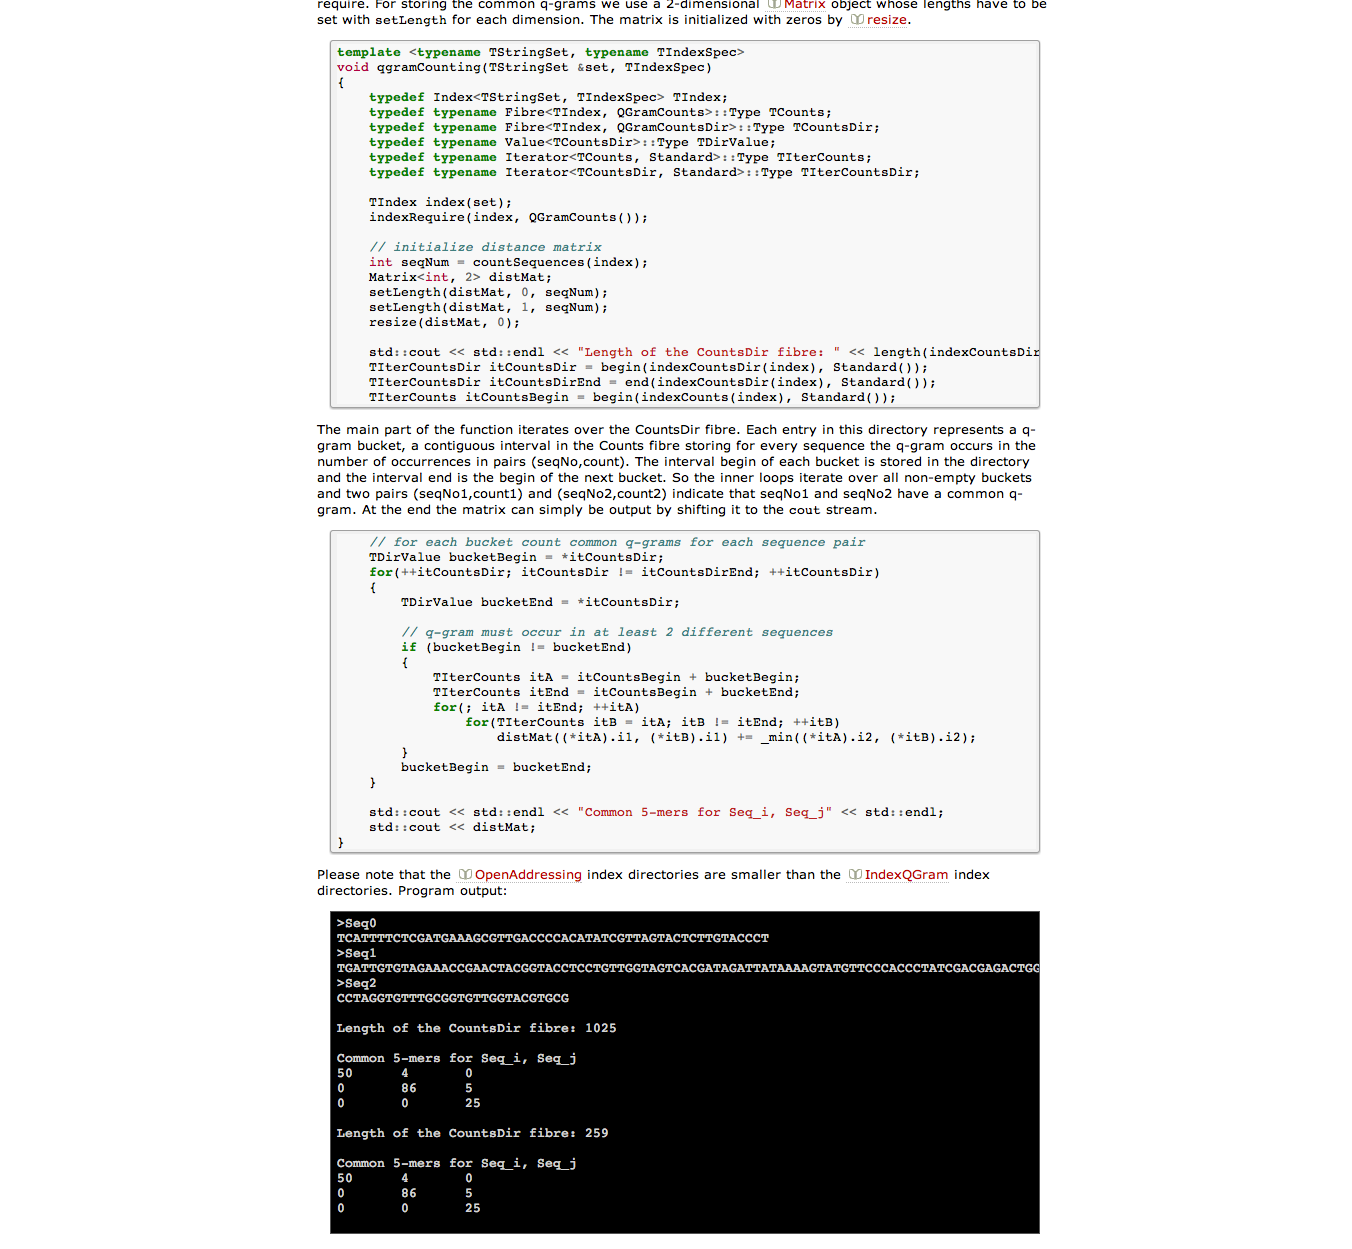 require. For storing the common q-grams we use a 2-dimensional Matrix object whose lengths have to be
set with setLength for each dimension. The matrix is initialized with zeros by resize.
template <typename TStringSet, typename TIndexSpec>
void qgramCounting(TStringSet &set, TIndexSpec)
{
    typedef Index<TStringSet, TIndexSpec> TIndex;
    typedef typename Fibre<TIndex, QGramCounts>::Type TCounts;
    typedef typename Fibre<TIndex, QGramCountsDir>::Type TCountsDir;
    typedef typename Value<TCountsDir>::Type TDirValue;
    typedef typename Iterator<TCounts, Standard>::Type TIterCounts;
    typedef typename Iterator<TCountsDir, Standard>::Type TIterCountsDir;
    TIndex index(set);
    indexRequire(index, QGramCounts());
    // initialize distance matrix
    int seqNum = countSequences(index);
    Matrix<int, 2> distMat;
    setLength(distMat, 0, seqNum);
    setLength(distMat, 1, seqNum);
    resize(distMat, 0);
    std::cout << std::endl << "Length of the CountsDir fibre: " << length(indexCountsDir
    TIterCountsDir itCountsDir = begin(indexCountsDir(index), Standard());
    TIterCountsDir itCountsDirEnd = end(indexCountsDir(index), Standard());
    TIterCounts itCountsBegin = begin(indexCounts(index), Standard());
The main part of the function iterates over the CountsDir fibre. Each entry in this directory represents a q-
gram bucket, a contiguous interval in the Counts fibre storing for every sequence the q-gram occurs in the
number of occurrences in pairs (seqNo,count). The interval begin of each bucket is stored in the directory
and the interval end is the begin of the next bucket. So the inner loops iterate over all non-empty buckets
and two pairs (seqNo1,count1) and (seqNo2,count2) indicate that seqNo1 and seqNo2 have a common q-
gram. At the end the matrix can simply be output by shifting it to the cout stream.
    // for each bucket count common q-grams for each sequence pair
    TDirValue bucketBegin = *itCountsDir;
    for(++itCountsDir; itCountsDir != itCountsDirEnd; ++itCountsDir)
    {
        TDirValue bucketEnd = *itCountsDir;
        // q-gram must occur in at least 2 different sequences
        if (bucketBegin != bucketEnd)
        {
            TIterCounts itA = itCountsBegin + bucketBegin;
            TIterCounts itEnd = itCountsBegin + bucketEnd;
            for(; itA != itEnd; ++itA)
                for(TIterCounts itB = itA; itB != itEnd; ++itB)
                    distMat((*itA).i1, (*itB).i1) += _min((*itA).i2, (*itB).i2);
        }
        bucketBegin = bucketEnd;
    }
    std::cout << std::endl << "Common 5-mers for Seq_i, Seq_j" << std::endl;
    std::cout << distMat;
}
Please note that the OpenAddressing index directories are smaller than the IndexQGram index
directories. Program output:
>Seq0
TCATTTTCTCGATGAAAGCGTTGACCCCACATATCGTTAGTACTCTTGTACCCT
>Seq1
TGATTGTGTAGAAACCGAACTACGGTACCTCCTGTTGGTAGTCACGATAGATTATAAAAGTATGTTCCCACCCTATCGACGAGACTGG
>Seq2
CCTAGGTGTTTGCGGTGTTGGTACGTGCG
Length of the CountsDir fibre: 1025
Common 5-mers for Seq_i, Seq_j
50      4       0
0       86      5
0       0       25
Length of the CountsDir fibre: 259
Common 5-mers for Seq_i, Seq_j
50      4       0
0       86      5
0       0       25